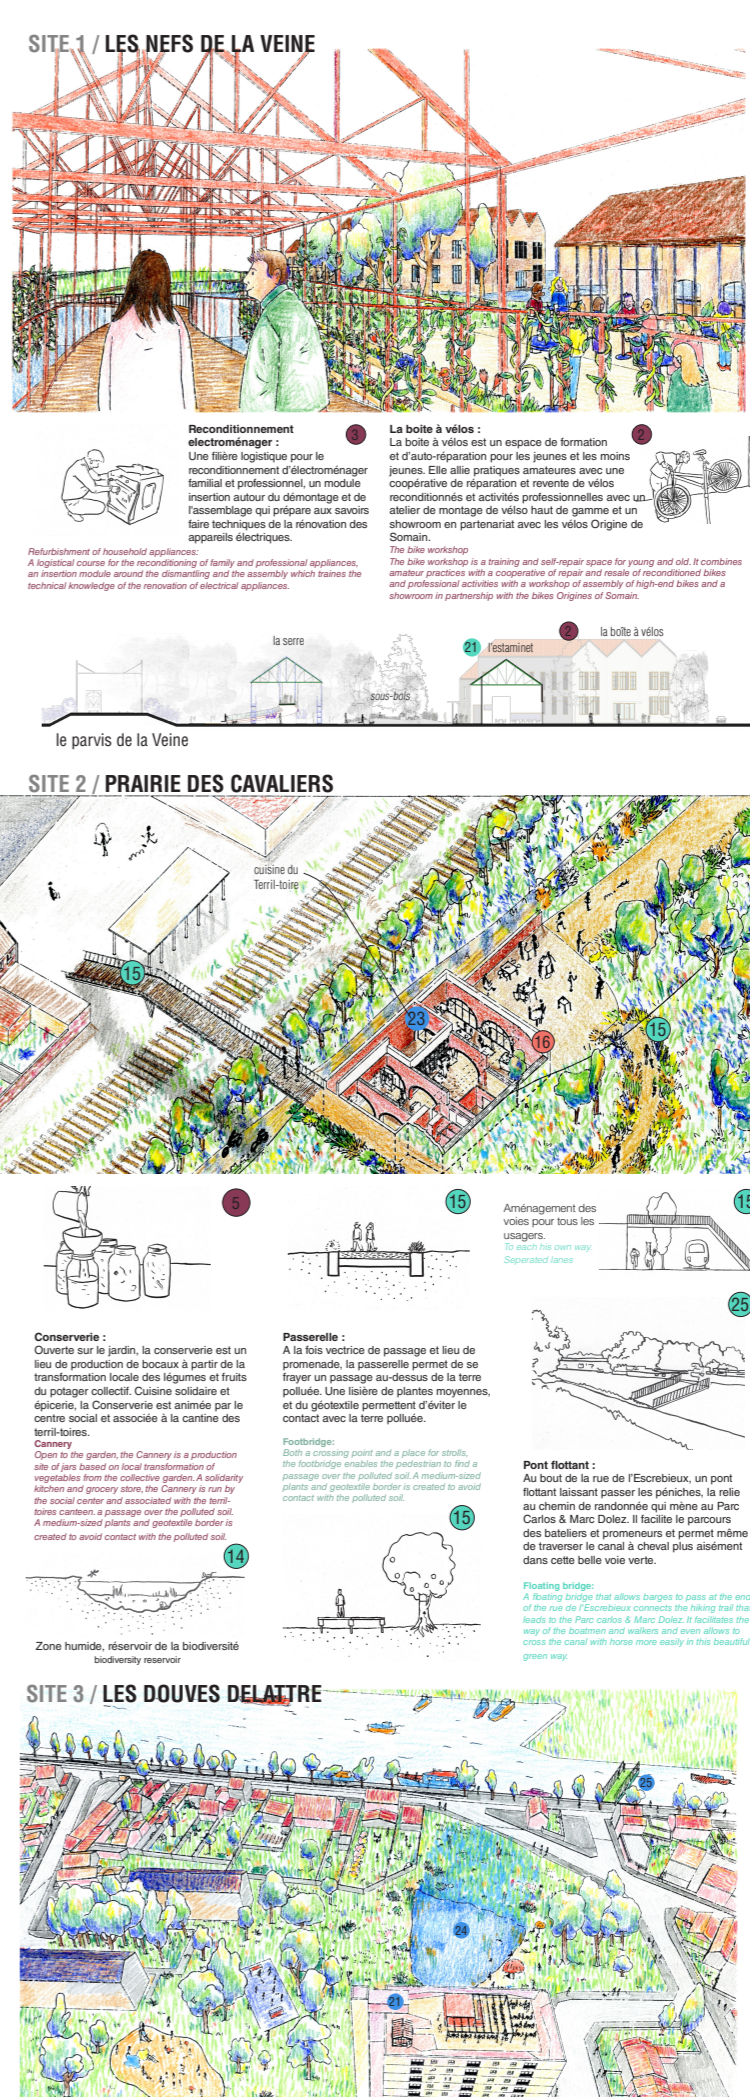 SITE 1 / LES NEFS DE LA VEINE
Reconditionnement
electroménager :
3
Une filière logistique pour le
reconditionnement d'électroménager
familial et professionnel, un module
insertion autour du démontage et de
l'assemblage qui prépare aux savoirs
faire techniques de la rénovation des
appareils électriques.
Refurbishment of household appliances:
A logistical course for the reconditioning of family and professional appliances,
an insertion module around the dismantling and the assembly which traines the
technical knowledge of the renovation of electrical appliances.
La boite à vélos :
2
La boite à vélos est un espace de formation
et d'auto-réparation pour les jeunes et les moins
jeunes. Elle allie pratiques amateures avec une
coopérative de réparation et revente de vélos
reconditionnés et activités professionnelles avec un
atelier de montage de vélso haut de gamme et un
showroom en partenariat avec les vélos Origine de
Somain.
The bike workshop
The bike workshop is a training and self-repair space for young and old. It combines
amateur practices with a cooperative of repair and resale of reconditioned bikes
and professional activities with a workshop of assembly of high-end bikes and a
showroom in partnership with the bikes Origines of Somain.
la serre
sous-bois
21 l'estaminet
2 la boîte à vélos
le parvis de la Veine
SITE 2 / PRAIRIE DES CAVALIERS
cuisine du
Territ-toire
15
23
16
15
5
Conserverie :
Ouverte sur le jardin, la conserverie est un
lieu de production de bocaux à partir de la
transformation locale des légumes et fruits
du potager collectif. Cuisine solidaire et
épicerie, la Conserverie est animée par le
centre social et associée à la cantine des
territ-toires.
Cannery
Open to the garden, the Cannery is a production
site of jars based on local transformation of
vegetables from the collective garden. A solidarity
kitchen and grocery store, the Cannery is run by
the social center and associated with the terril-
toires canteen. a passage over the polluted soil.
A medium-sized plants and geotextile border is
created to avoid contact with the polluted soil.
14
Zone humide, réservoir de la biodiversité
biodiversity reservoir
15
Passerelle :
A la fois vectrice de passage et lieu de
promenade, la passerelle permet de se
frayer un passage au-dessus de la terre
polluée. Une lisière de plantes moyennes,
et du géotextile permettent d'éviter le
contact avec la terre polluée.
Footbridge:
Both a crossing point and a place for strolls,
the footbridge enables the pedestrian to find a
passage over the polluted soil. A medium-sized
plants and geotextile border is created to avoid
contact with the polluted soil.
15
Aménagement des
voies pour tous les
usagers.
To each his own way.
Seperated lanes
15
25
Pont flottant :
Au bout de la rue de l'Escrebieux, un pont
flottant laissant passer les péniches, la relie
au chemin de randonnée qui mène au Parc
Carlos & Marc Dolez. Il facilite le parcours
des bateliers et promeneurs et permet même
de traverser le canal à cheval plus aisément
dans cette belle voie verte.
Floating bridge:
A floating bridge that allows barges to pass at the end
of the rue de l'Escrebieux connects the hiking trail that
leads to the Parc carlos & Marc Dolez. It facilitates the
way of the boatmen and walkers and even allows to
cross the canal with horse more easily in this beautiful
green way.
SITE 3 / LES DOUVES DELATTRE
25
24
21